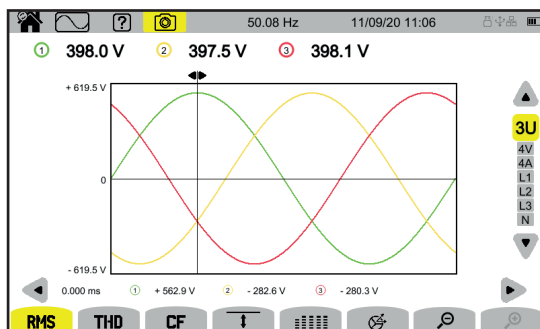 ? 50.08 Hz 11/09/20 11:06
1 398.0 V 2 397.5 V 3 398.1 V
+ 619.5 V
0
- 619.5 V
3U
4V
4A
L1
L2
L3
N
0.000 ms 1 + 562.9 V 2 - 282.6 V 3 - 280.3 V
RMS THD CF